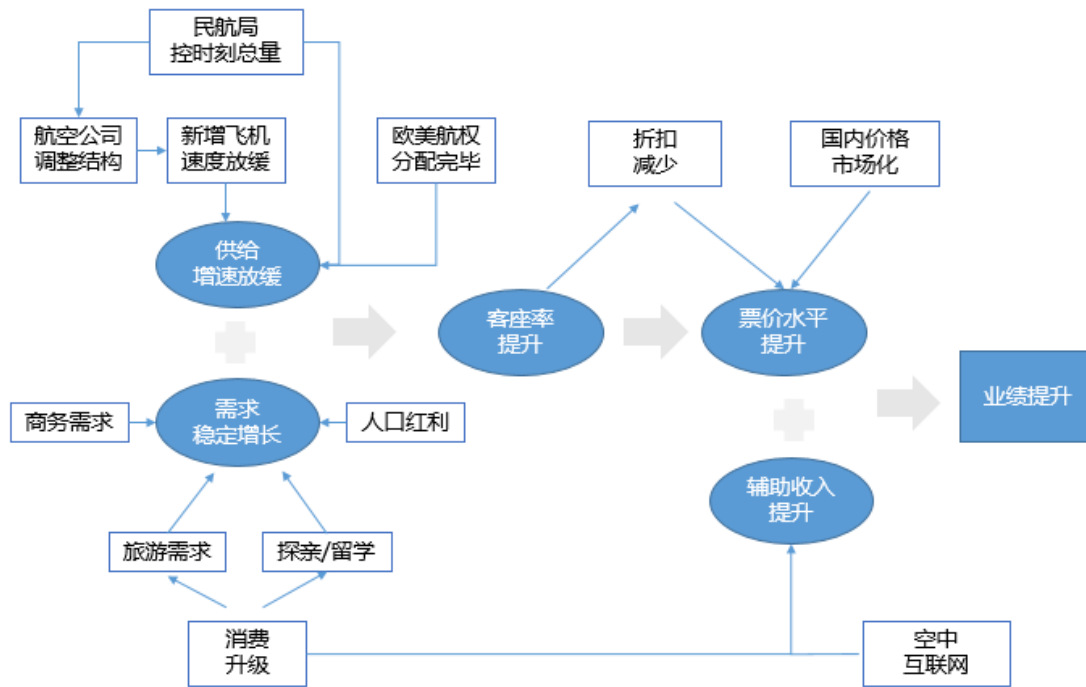 民航局
控时刻总量
航空公司
调整结构
新增飞机
速度放缓
欧美航权
分配完毕
折扣
减少
国内价格
市场化
供给
增速放缓
客座率
提升
票价水平
提升
业绩提升
商务需求
需求
稳定增长
人口红利
辅助收入
提升
旅游需求
探亲/留学
消费
升级
空中
互联网